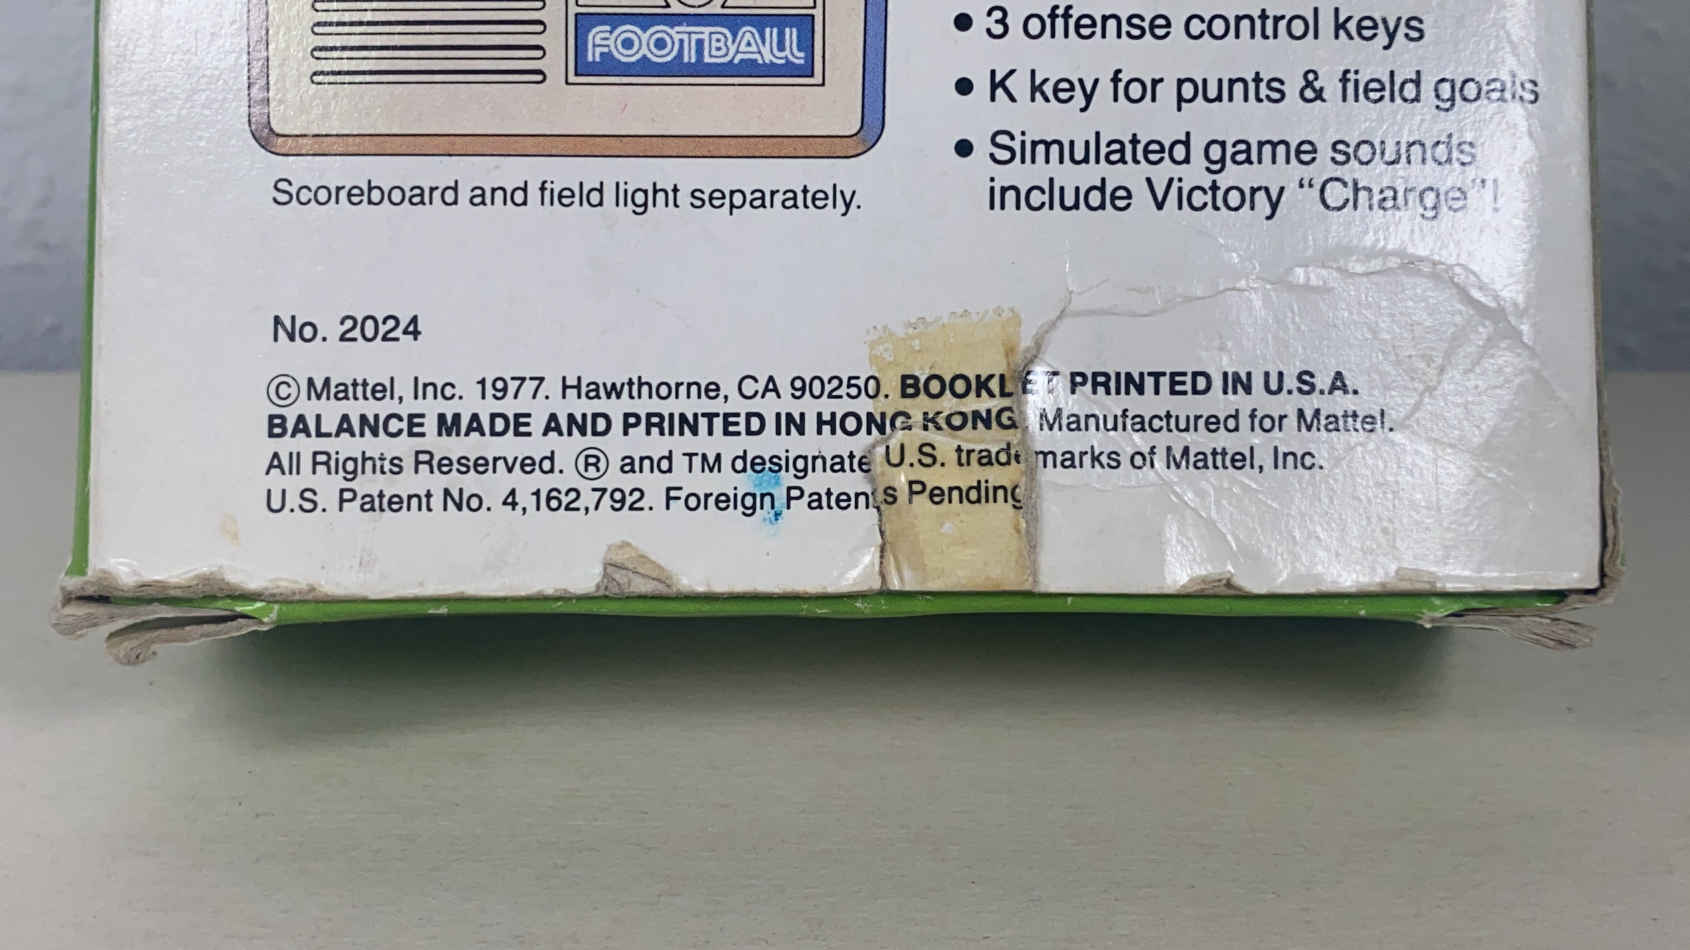 FOOTBALL
Scoreboard and field light separately.
• 3 offense control keys
• K key for punts & field goals
• Simulated game sounds
include Victory “Charge”!
No. 2024
©Mattel, Inc. 1977. Hawthorne, CA 90250. BOOKLET PRINTED IN U.S.A.
BALANCE MADE AND PRINTED IN HONG KONG. Manufactured for Mattel.
All Rights Reserved. ® and TM designate U.S. trademarks of Mattel, Inc.
U.S. Patent No. 4,162,792. Foreign Patents Pending